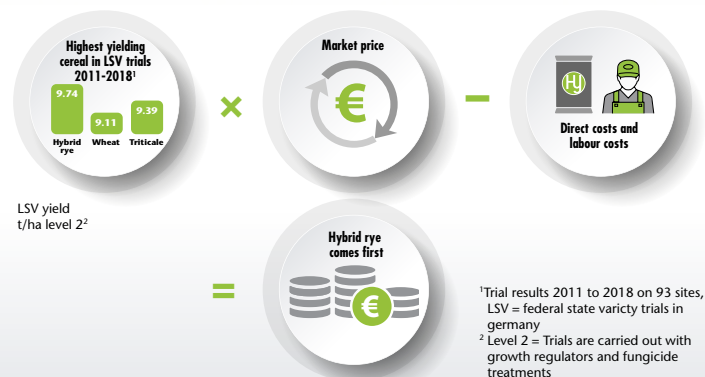 Highest yielding
cereal in LSV trials
2011-2018¹
9.74
9.11
9.39
Hybrid
rye
Wheat
Triticale
LSV yield
t/ha level 2²
×
Market price
€
–
Hy
Direct costs and
labour costs
=
Hybrid rye
comes first
€
¹Trial results 2011 to 2018 on 93 sites,
LSV = federal state varicty trials in
germany
² Level 2 = Trials are carried out with
growth regulators and fungicide
treatments